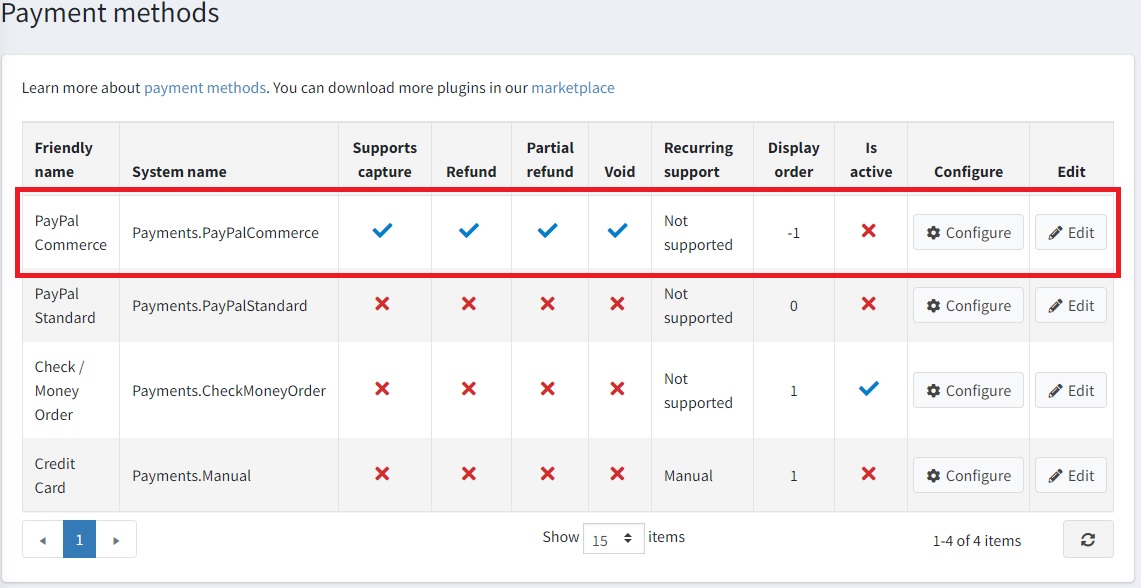 Payment methods
Learn more about payment methods. You can download more plugins in our marketplace
Friendly name System name Supports capture Refund Partial refund Void Recurring support Display order Is active Configure Edit
PayPal Commerce Payments.PayPalCommerce Not supported -1 Configure Edit
PayPal Standard Payments.PayPalStandard Not supported 0 Configure Edit
Check / Money Order Payments.CheckMoneyOrder Not supported 1 Configure Edit
Credit Card Payments.Manual Manual 1 Configure Edit
1 Show 15 items 1-4 of 4 items